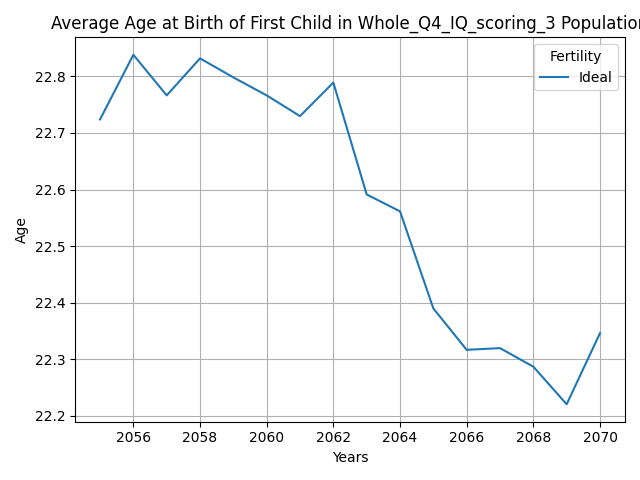 Average Age at Birth of First Child in Whole_Q4_IQ_scoring_3 Population
Fertility
Ideal
22.8
22.7
22.6
22.5
22.4
22.3
22.2
Age
2056 2058 2060 2062 2064 2066 2068 2070
Years